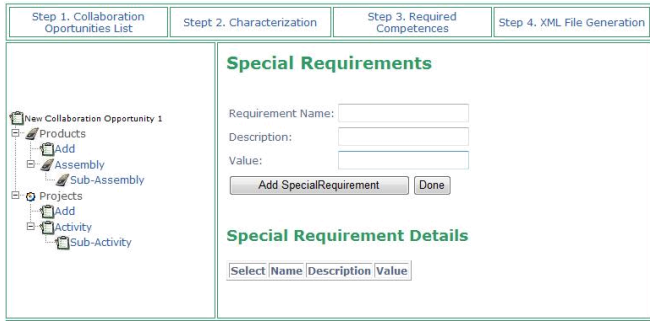 Step 1. Collaboration
Oportunities List
Stept 2. Characterization
Step 3. Required
Competences
Step 4. XML File Generation
New Collaboration Opportunity 1
Products
Add
Assembly
Sub-Assembly
Projects
Add
Activity
Sub-Activity
Special Requirements
Requirement Name:
Description:
Value:
Add SpecialRequirement
Done
Special Requirement Details
Select Name Description Value